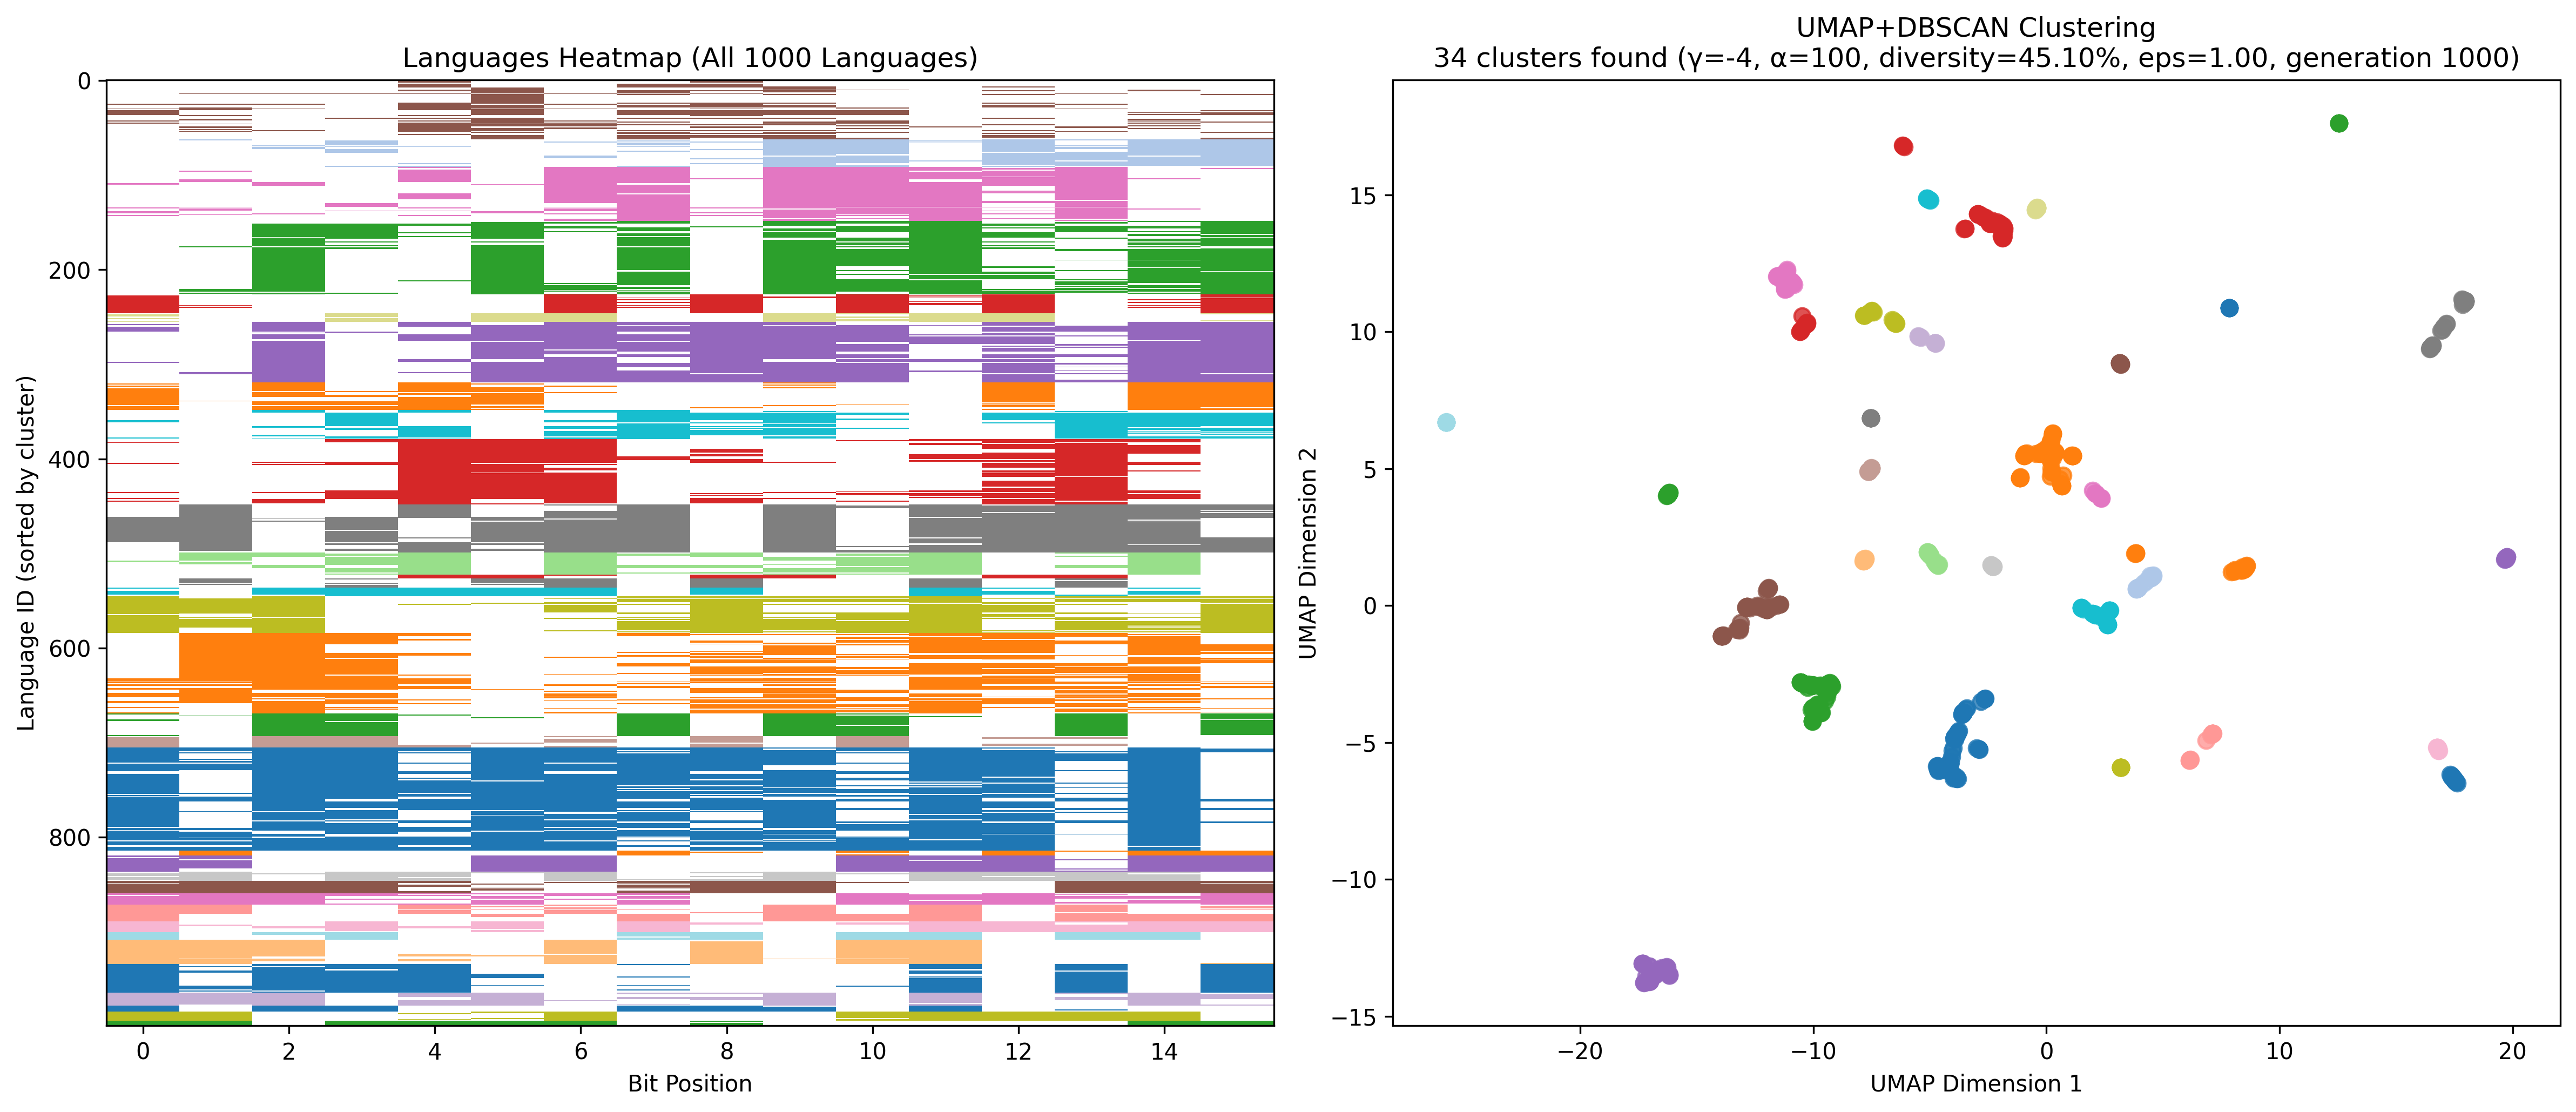 Languages Heatmap (All 1000 Languages)
0
200
400
600
800
Language ID (sorted by cluster)
0 2 4 6 8 10 12 14
Bit Position
UMAP+DBSCAN Clustering
34 clusters found (γ=-4, α=100, diversity=45.10%, eps=1.00, generation 1000)
15
10
5
0
−5
−10
−15
UMAP Dimension 2
−20 −10 0 10 20
UMAP Dimension 1